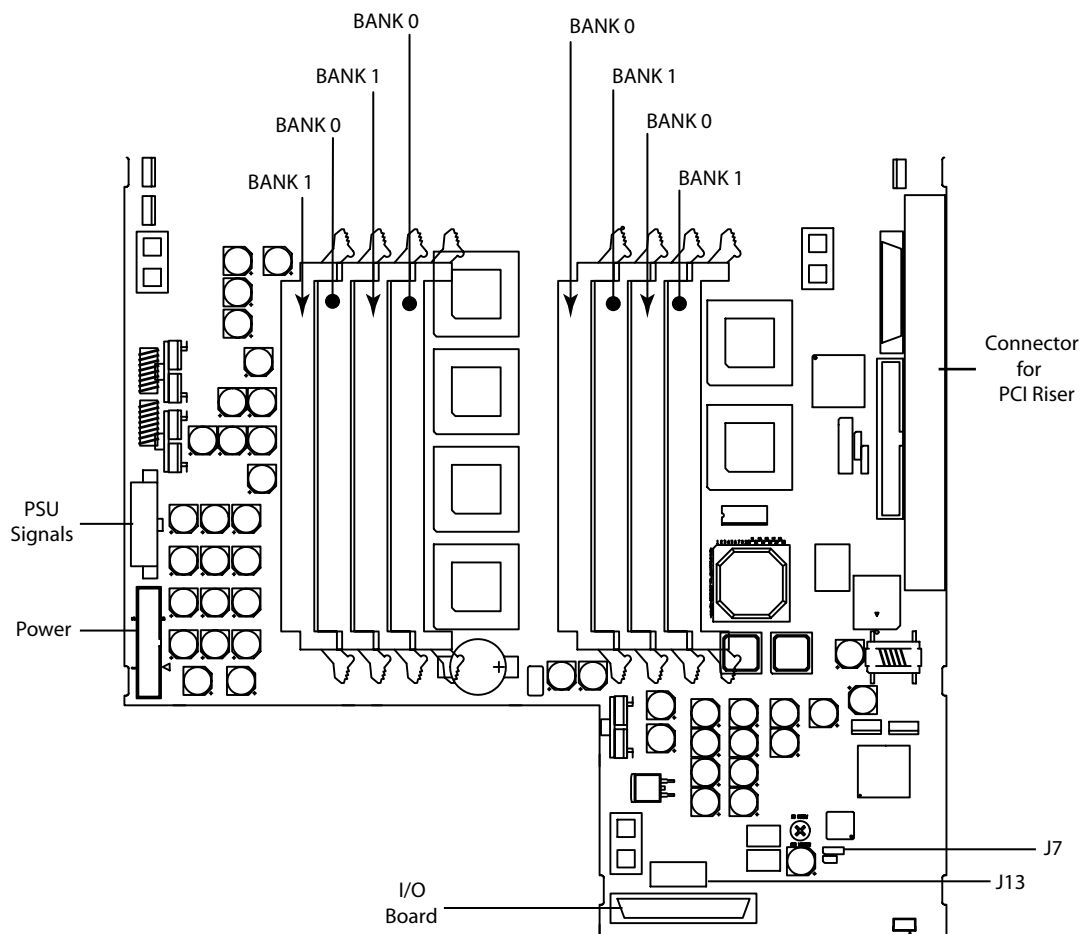 BANK 0
BANK 0
BANK 1
BANK 1
BANK 0
BANK 0
BANK 1
BANK 1
Connector
for
PCI Riser
PSU
Signals
Power
+
J7
J13
I/O
Board